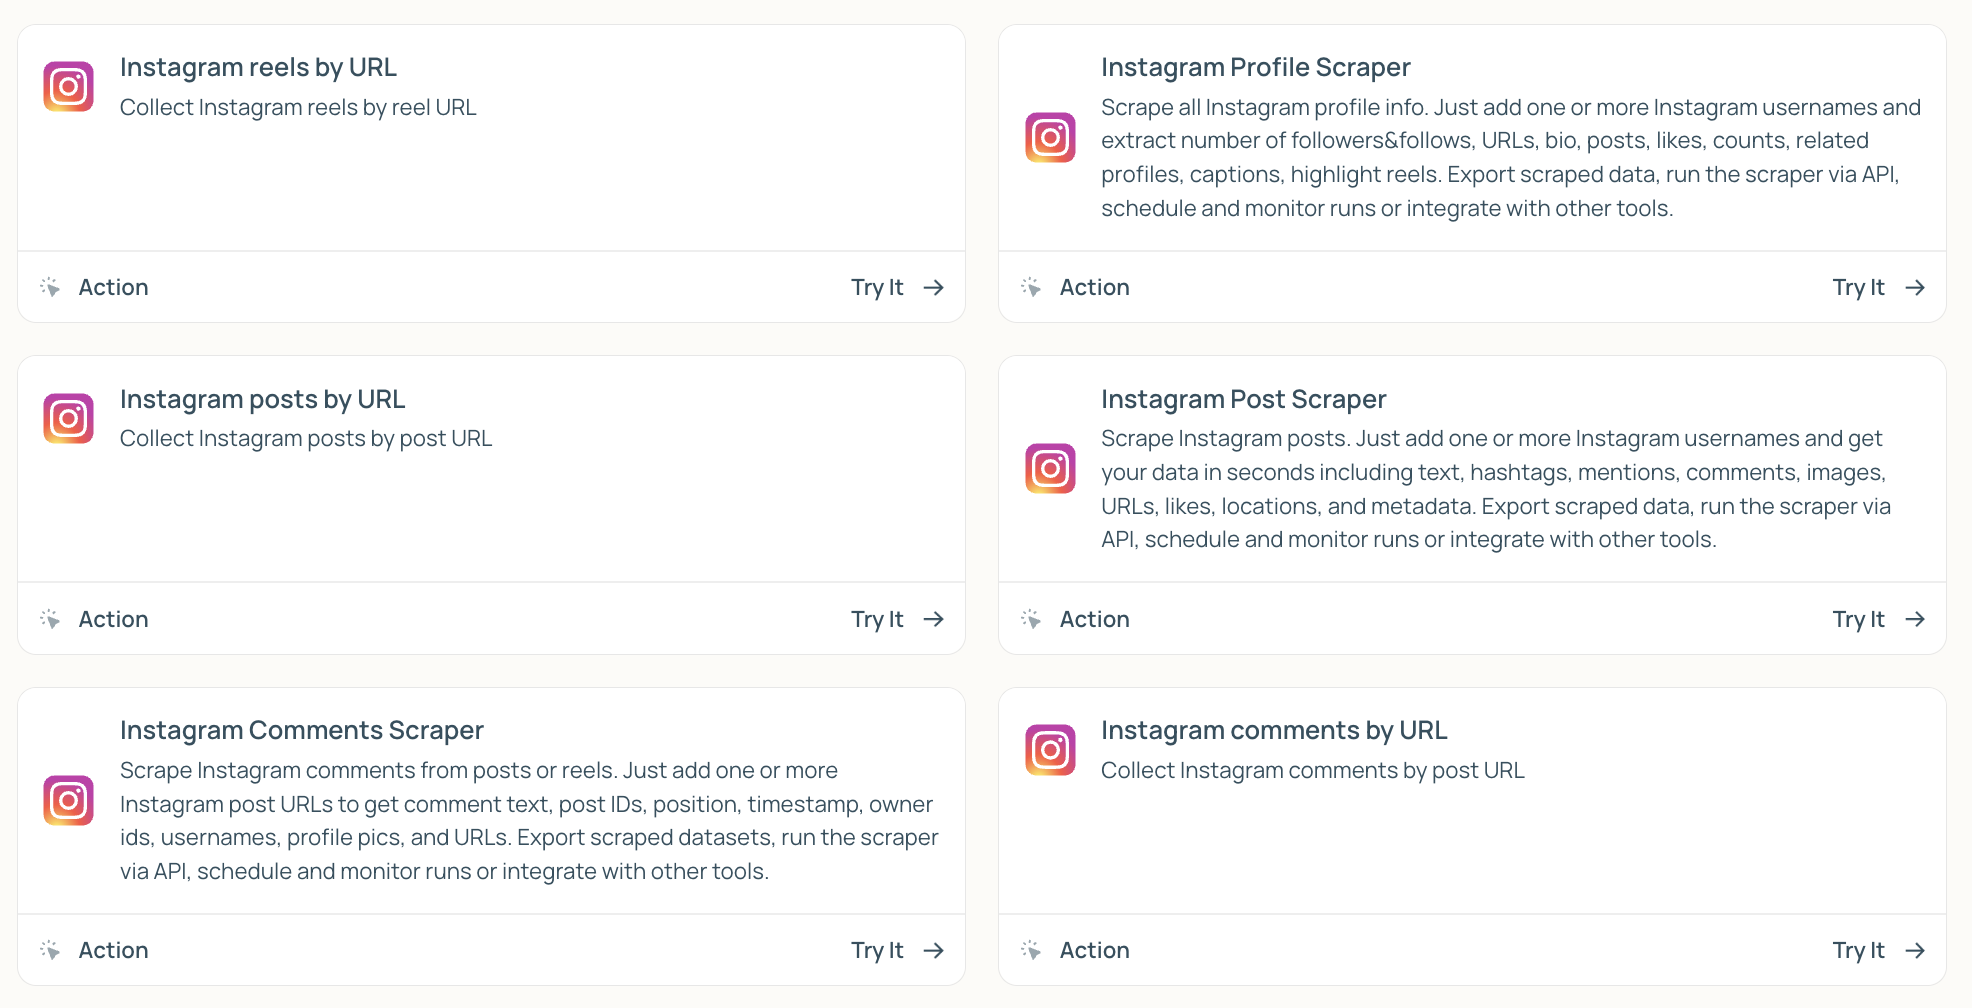 Instagram reels by URL
Collect Instagram reels by reel URL
Action
Try It
Instagram Profile Scraper
Scrape all Instagram profile info. Just add one or more Instagram usernames and
extract number of followers&follows, URLs, bio, posts, likes, counts, related
profiles, captions, highlight reels. Export scraped data, run the scraper via API,
schedule and monitor runs or integrate with other tools.
Action
Try It
Instagram posts by URL
Collect Instagram posts by post URL
Action
Try It
Instagram Post Scraper
Scrape Instagram posts. Just add one or more Instagram usernames and get
your data in seconds including text, hashtags, mentions, comments, images,
URLs, likes, locations, and metadata. Export scraped data, run the scraper via
API, schedule and monitor runs or integrate with other tools.
Action
Try It
Instagram Comments Scraper
Scrape Instagram comments from posts or reels. Just add one or more
Instagram post URLs to get comment text, post IDs, position, timestamp, owner
ids, usernames, profile pics, and URLs. Export scraped datasets, run the scraper
via API, schedule and monitor runs or integrate with other tools.
Action
Try It
Instagram comments by URL
Collect Instagram comments by post URL
Action
Try It